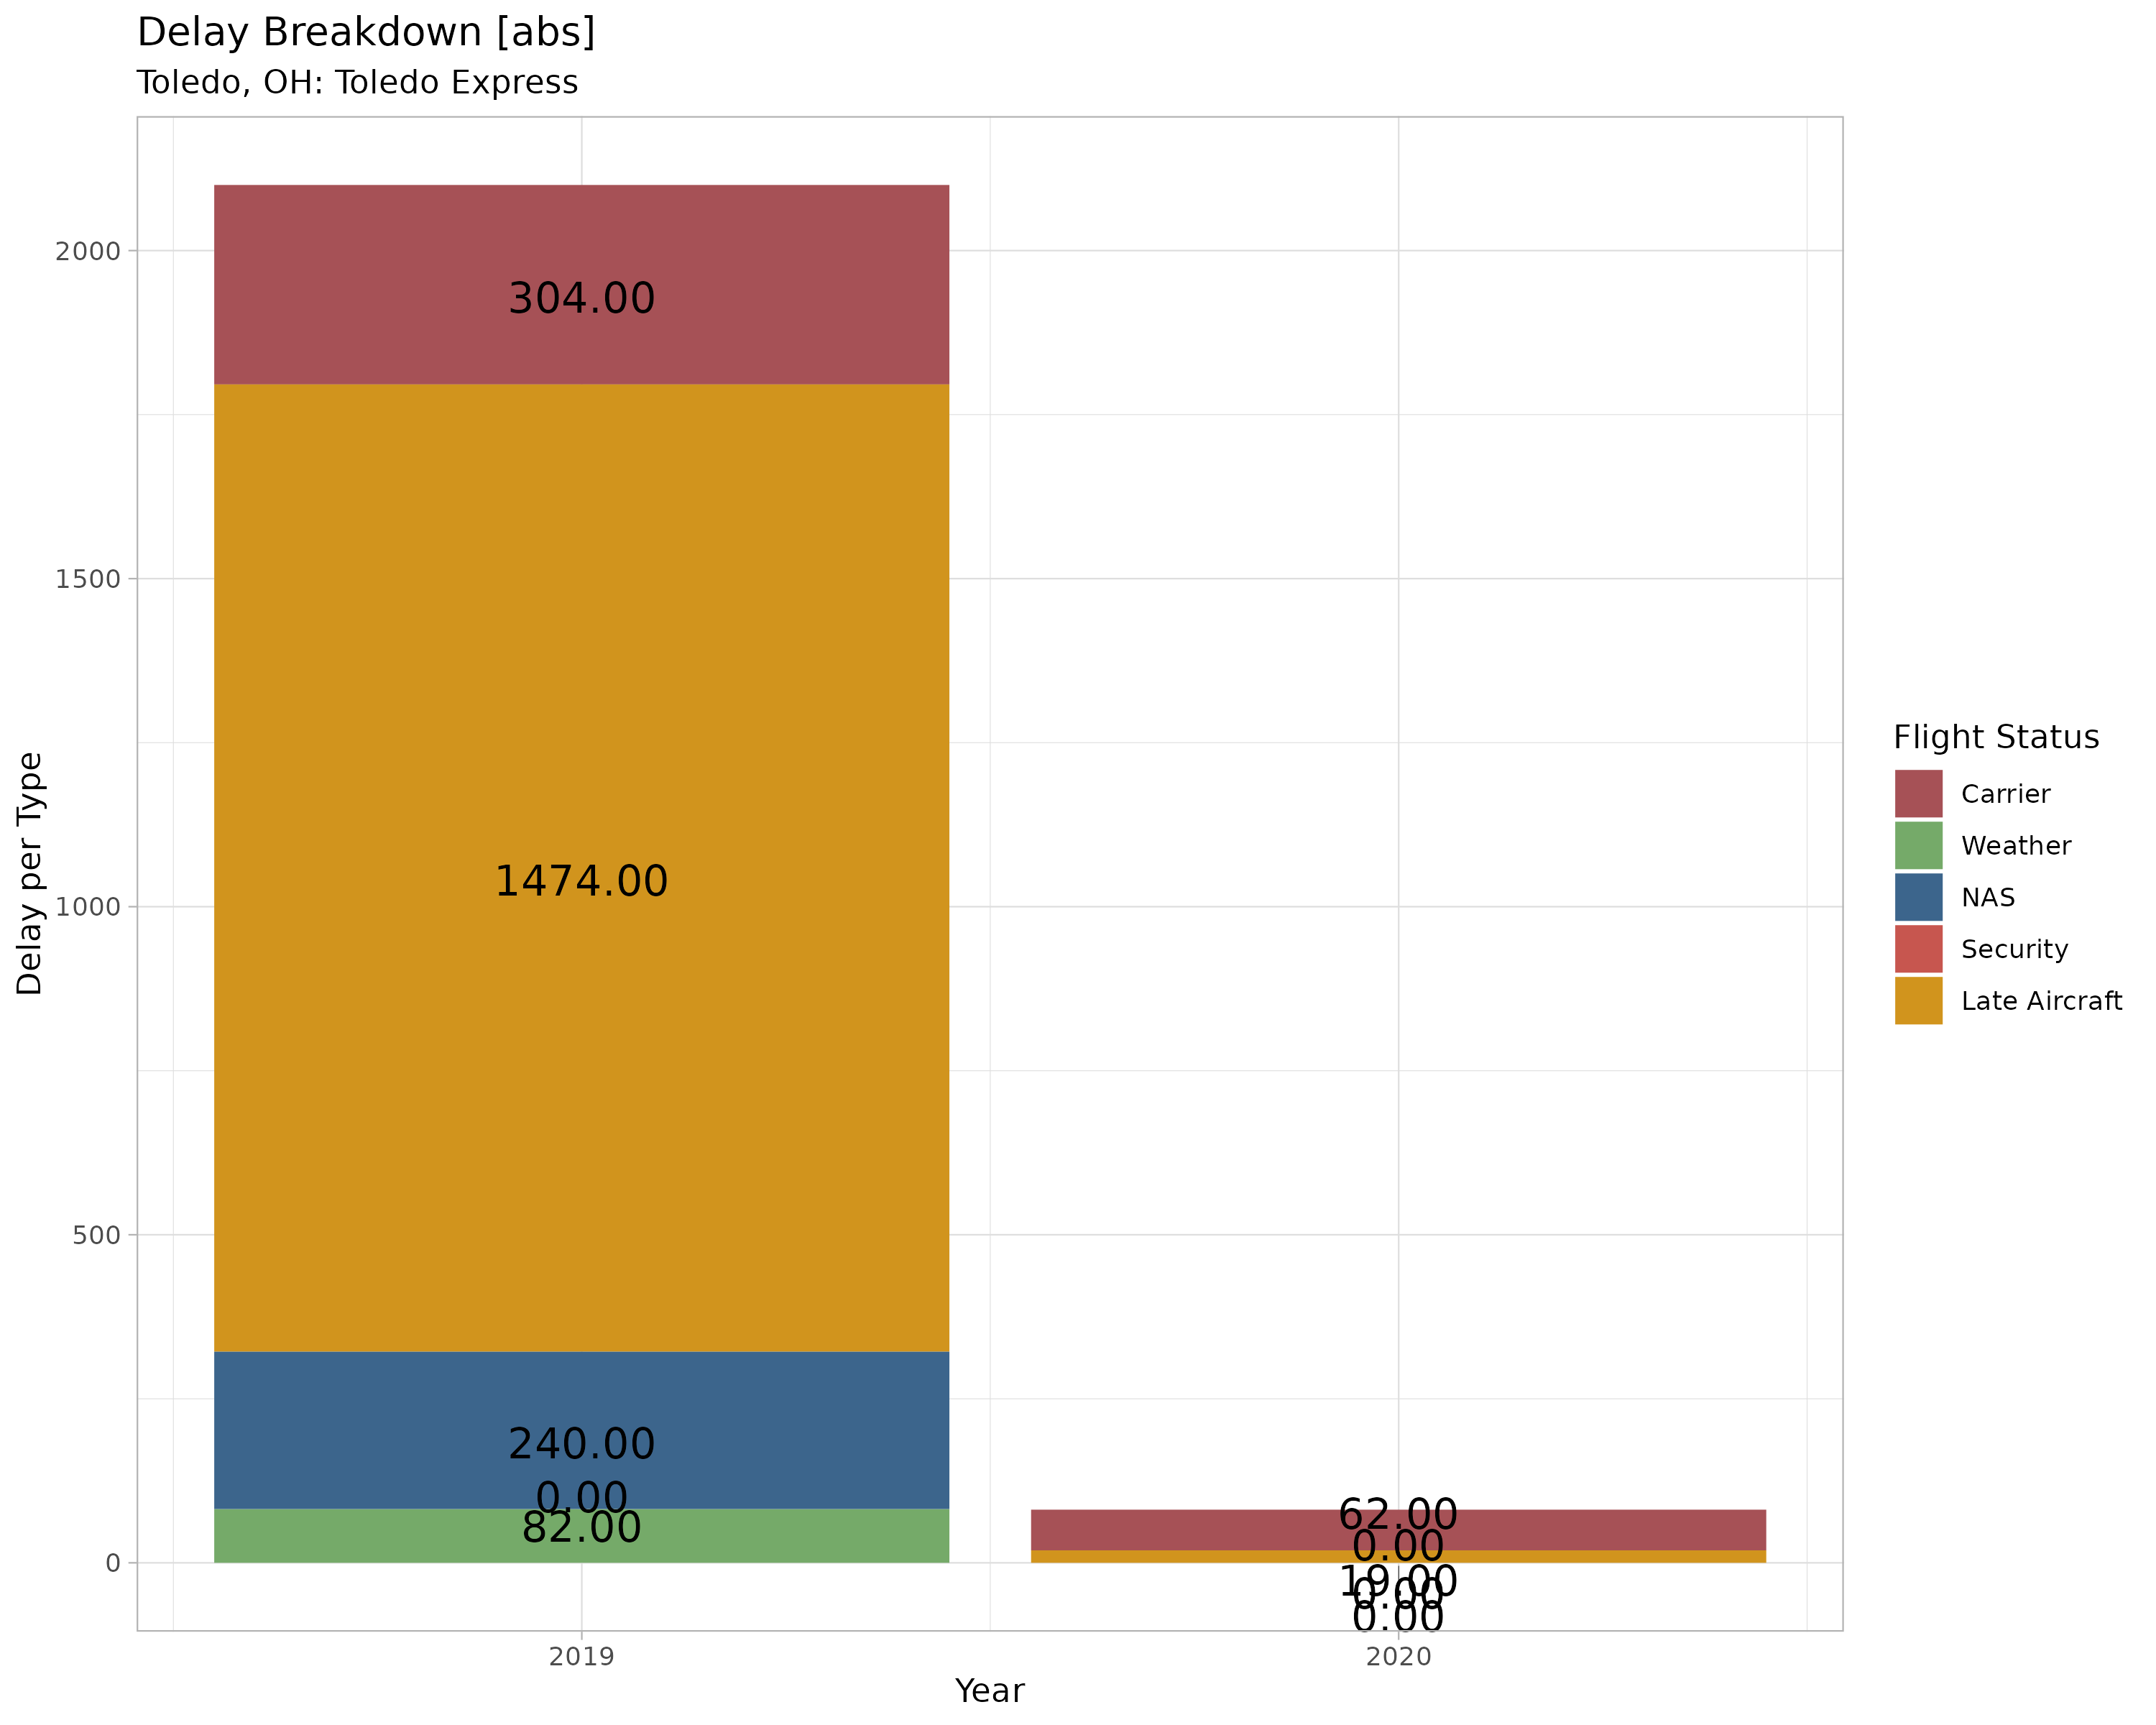 Delay Breakdown [abs]
Toledo, OH: Toledo Express
Delay per Type
2000
1500
1000
500
0
304.00
1474.00
240.00
0.00
82.00
62.00
0.00
19.00
0.00
0.00
2019
2020
Year
Flight Status
Carrier
Weather
NAS
Security
Late Aircraft